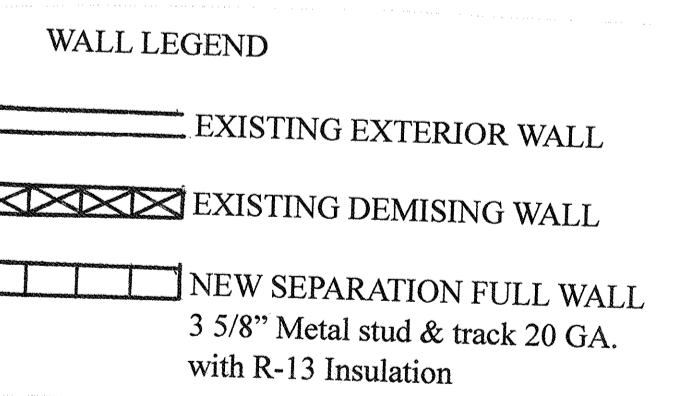 WALL LEGEND
EXISTING EXTERIOR WALL
EXISTING DEMISING WALL
NEW SEPARATION FULL WALL
3 5/8” Metal stud & track 20 GA.
with R-13 Insulation